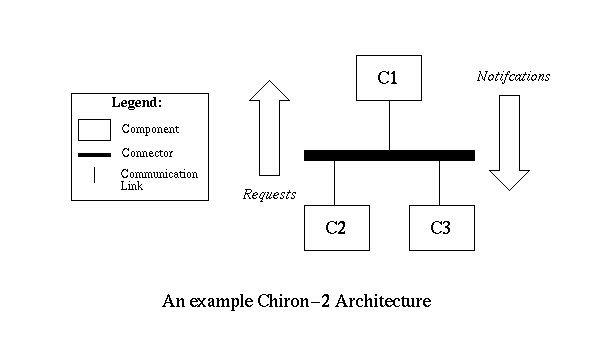 C1
Notifcations
Legend:
Component
Connector
Communication
Link
Requests
C2
C3
An example Chiron-2 Architecture